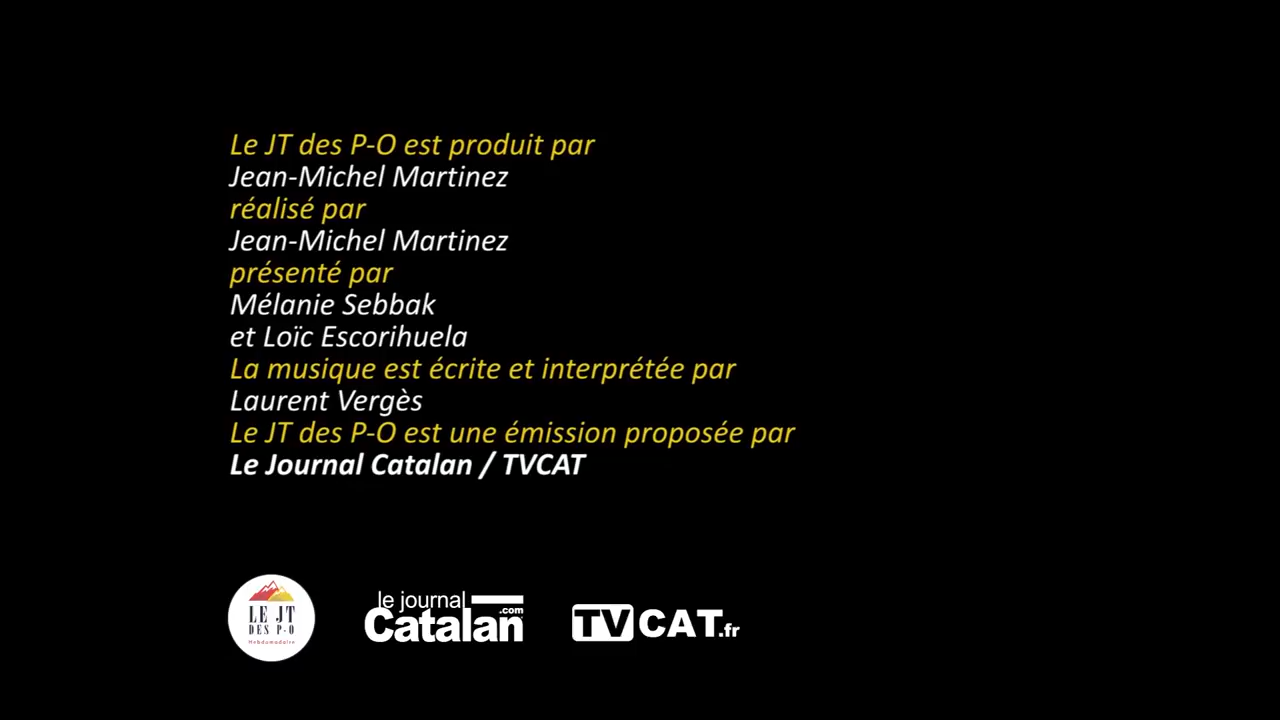 Le JT des P-O est produit par
Jean-Michel Martinez
réalisé par
Jean-Michel Martinez
présenté par
Mélanie Sebbak
et Loïc Escorihuela
La musique est écrite et interprétée par
Laurent Vergès
Le JT des P-O est une émission proposée par
Le Journal Catalan / TVCAT
LE JT
DES P-O
Hebdomadaire
le journal
Catalan.com
TVCAT.fr